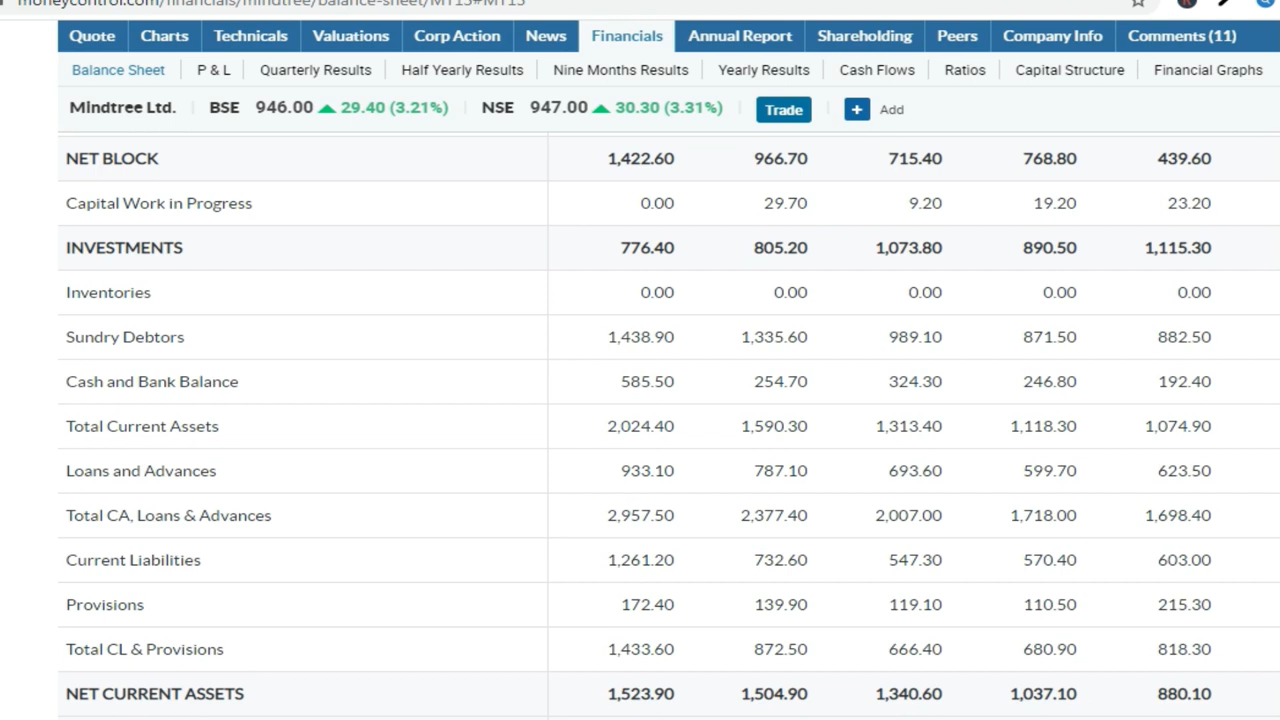 moneycontrol.com/financials/mindtree/balance-sheet/MT13#MT13
Quote Charts Technicals Valuations Corp Action News Financials Annual Report Shareholding Peers Company Info Comments (11)
Balance Sheet P & L Quarterly Results Half Yearly Results Nine Months Results Yearly Results Cash Flows Ratios Capital Structure Financial Graphs
Mindtree Ltd. BSE 946.00 29.40 (3.21%) NSE 947.00 30.30 (3.31%) Trade + Add
NET BLOCK 1,422.60 966.70 715.40 768.80 439.60
Capital Work in Progress 0.00 29.70 9.20 19.20 23.20
INVESTMENTS 776.40 805.20 1,073.80 890.50 1,115.30
Inventories 0.00 0.00 0.00 0.00 0.00
Sundry Debtors 1,438.90 1,335.60 989.10 871.50 882.50
Cash and Bank Balance 585.50 254.70 324.30 246.80 192.40
Total Current Assets 2,024.40 1,590.30 1,313.40 1,118.30 1,074.90
Loans and Advances 933.10 787.10 693.60 599.70 623.50
Total CA, Loans & Advances 2,957.50 2,377.40 2,007.00 1,718.00 1,698.40
Current Liabilities 1,261.20 732.60 547.30 570.40 603.00
Provisions 172.40 139.90 119.10 110.50 215.30
Total CL & Provisions 1,433.60 872.50 666.40 680.90 818.30
NET CURRENT ASSETS 1,523.90 1,504.90 1,340.60 1,037.10 880.10